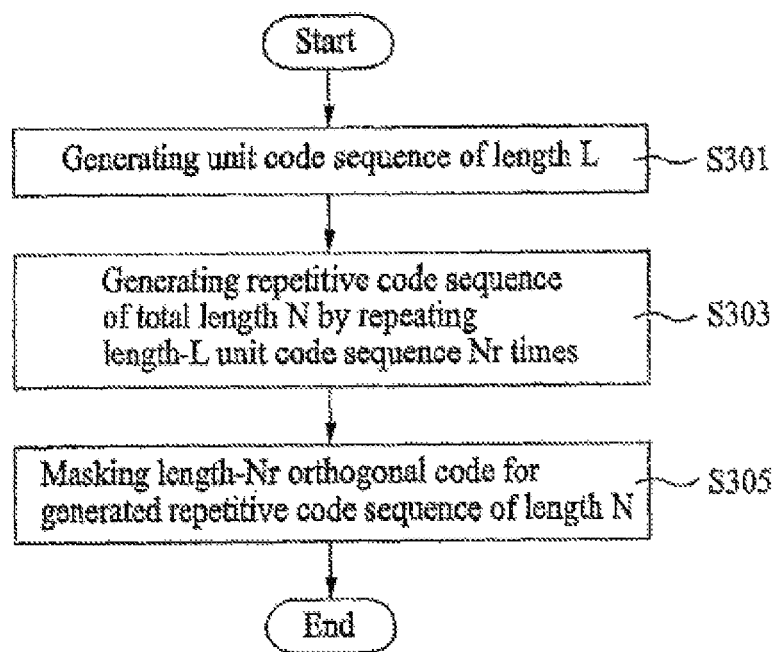 Start
Generating unit code sequence of length L
S301
Generating repetitive code sequence
of total length N by repeating
length-L unit code sequence Nr times
S303
Masking length-Nr orthogonal code for
generated repetitive code sequence of length N
S305
End